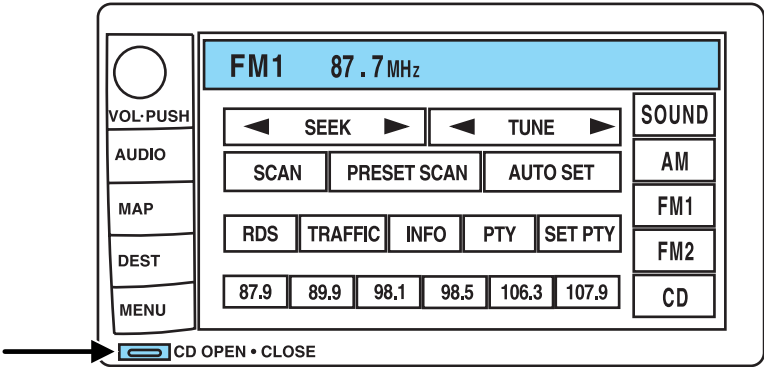 FM1 87.7 MHz
VOL·PUSH
AUDIO
MAP
DEST
MENU
◄ SEEK ► ◄ TUNE ►
SCAN PRESET SCAN AUTO SET
RDS TRAFFIC INFO PTY SET PTY
87.9 89.9 98.1 98.5 106.3 107.9
SOUND
AM
FM1
FM2
CD
CD OPEN • CLOSE